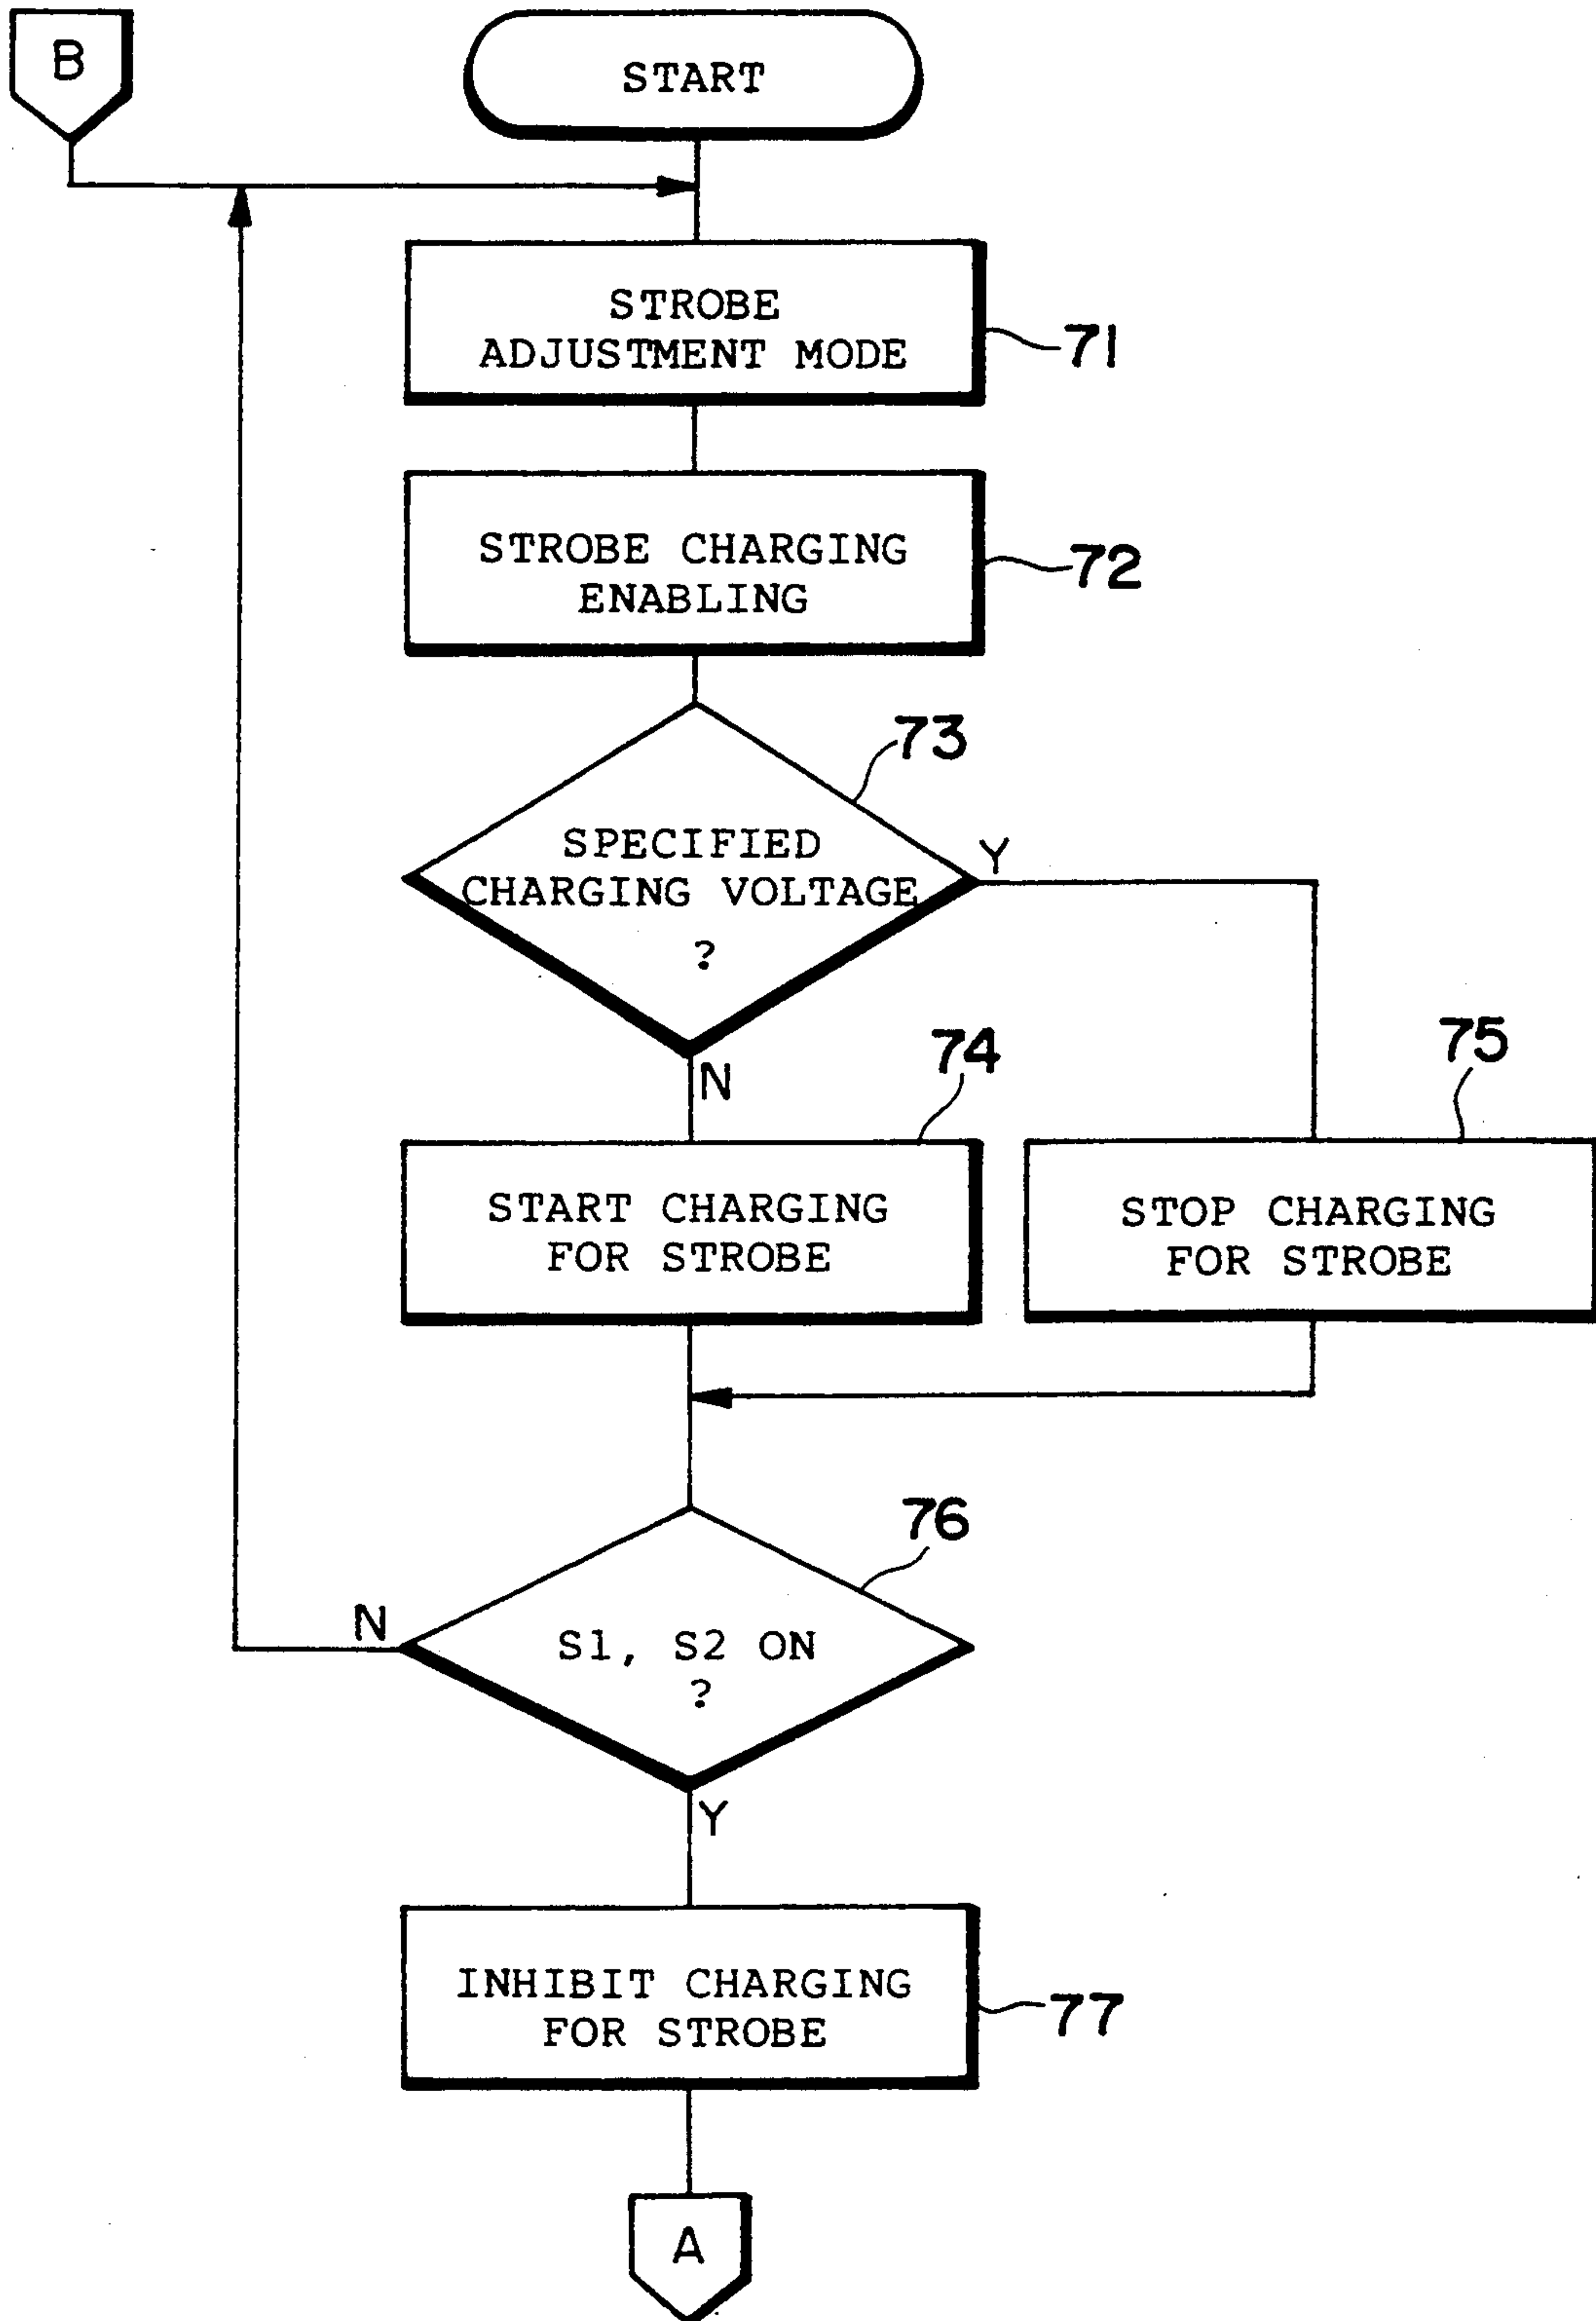 B
START
STROBE
ADJUSTMENT MODE
71
STROBE CHARGING
ENABLING
72
73
SPECIFIED
CHARGING VOLTAGE
?
Y
N
74
75
START CHARGING
FOR STROBE
STOP CHARGING
FOR STROBE
76
N
S1, S2 ON
?
Y
INHIBIT CHARGING
FOR STROBE
77
A